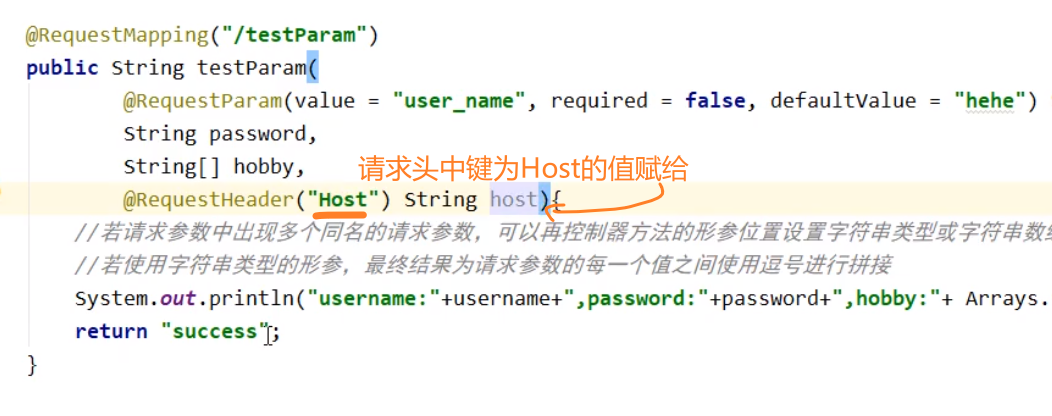 @RequestMapping("/testParam")
public String testParam(
@RequestParam(value = "user_name", required = false, defaultValue = "hehe")
String password,
String[] hobby,
请求头中键为Host的值赋给
@RequestHeader("Host") String host){
//若请求参数中出现多个同名的请求参数，可以再控制器方法的形参位置设置字符串类型或字符串数
//若使用字符串类型的形参，最终结果为请求参数的每一个值之间使用逗号进行拼接
System.out.println("username:"+username+",password:"+password+",hobby:"+ Arrays.
return "success";
}